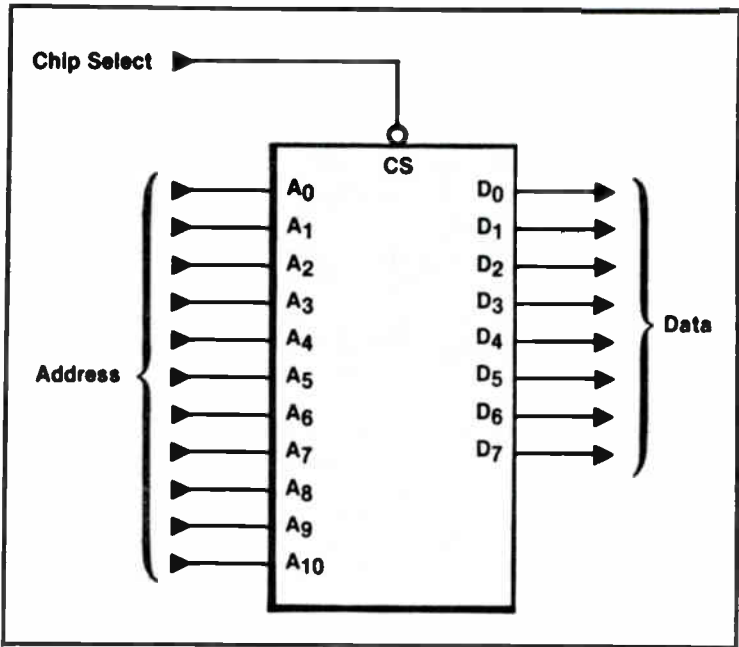 Chip Select
CS
A0
A1
A2
A3
A4
A5
A6
A7
A8
A9
A10
Address
D0
D1
D2
D3
D4
D5
D6
D7
Data